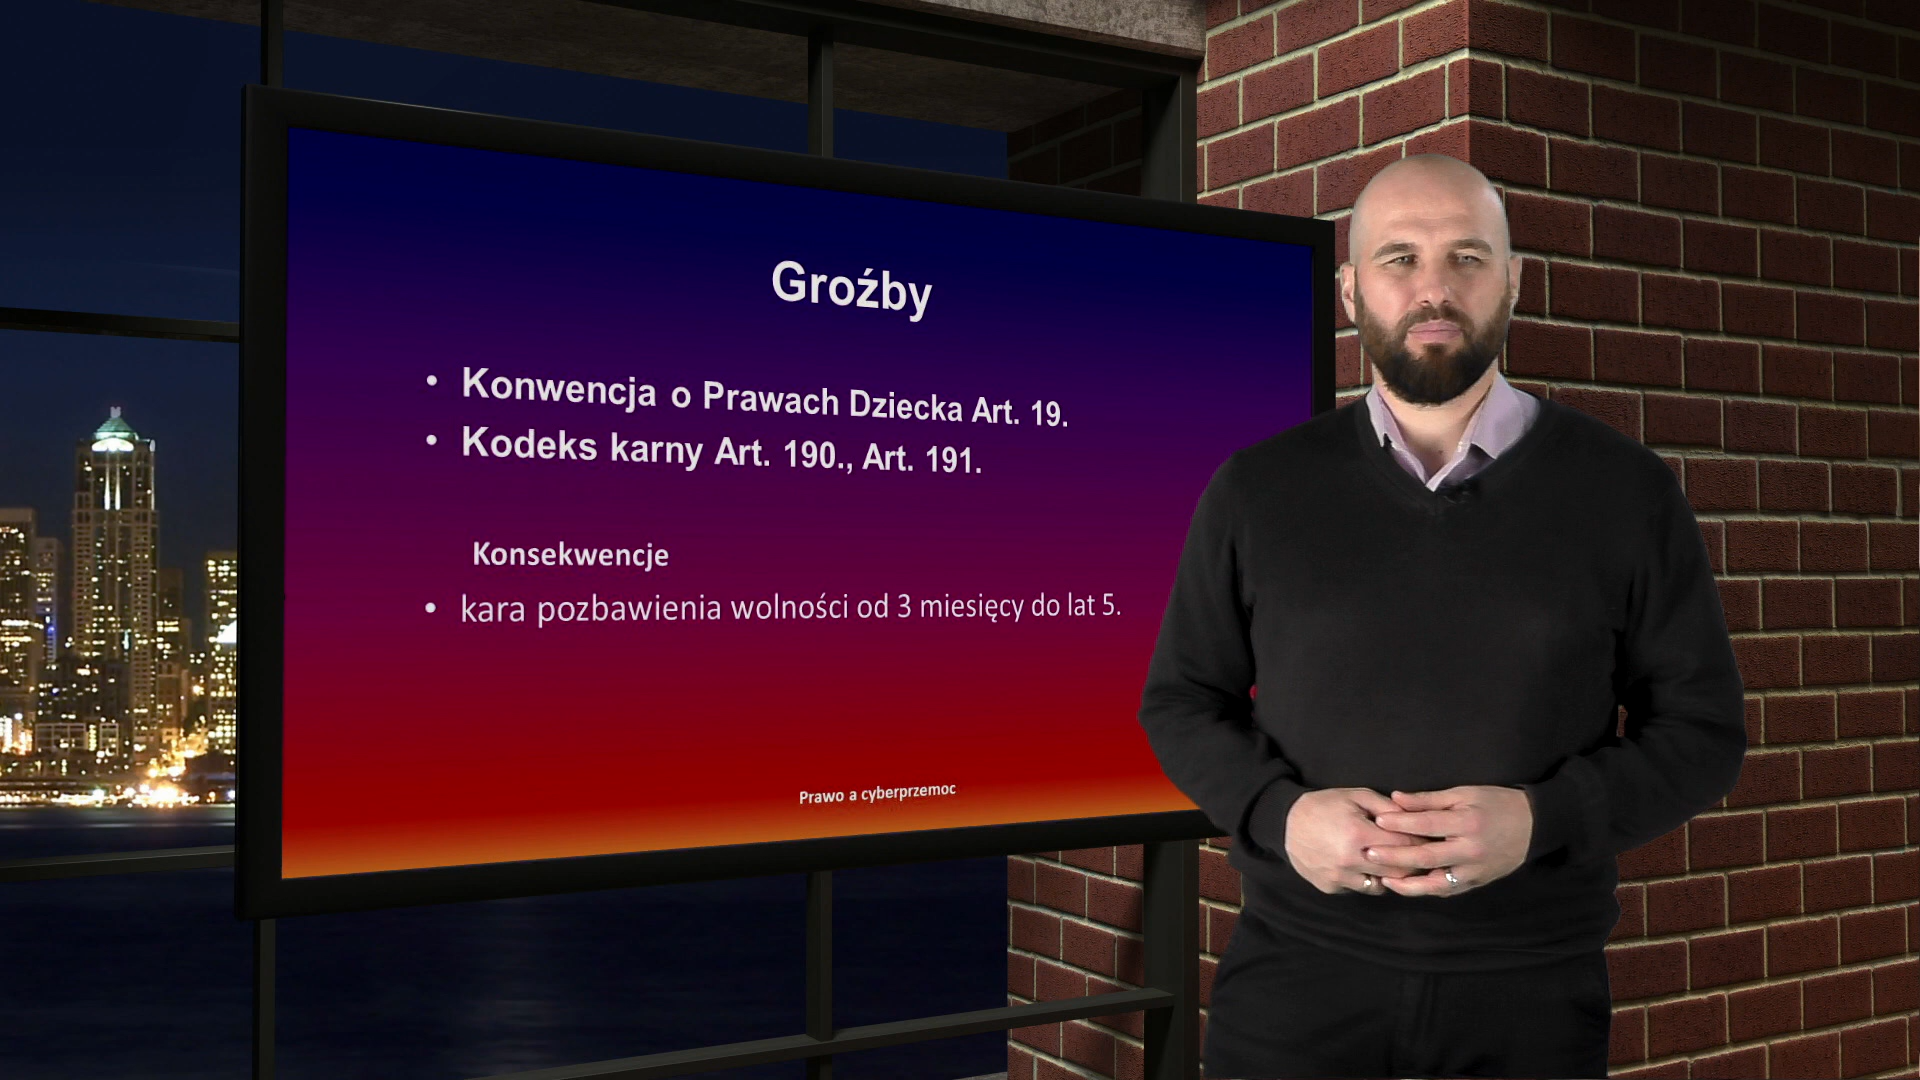 Groźby
• Konwencja o Prawach Dziecka Art. 19.
• Kodeks karny Art. 190., Art. 191.
Konsekwencje
• kara pozbawienia wolności od 3 miesięcy do lat 5.
Prawo a cyberprzemoc